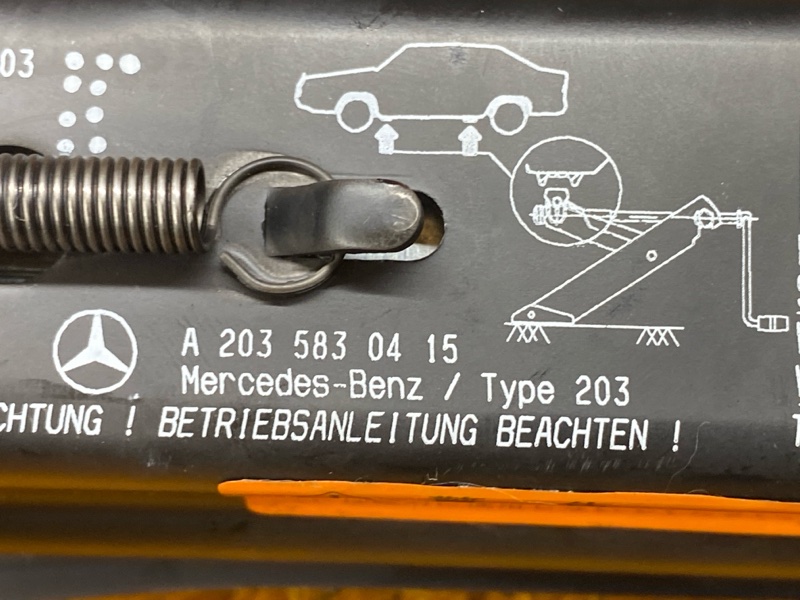 03
A 203 583 04 15
Mercedes-Benz / Type 203
CHTUNG ! BETRIEBSANLEITUNG BEACHTEN !